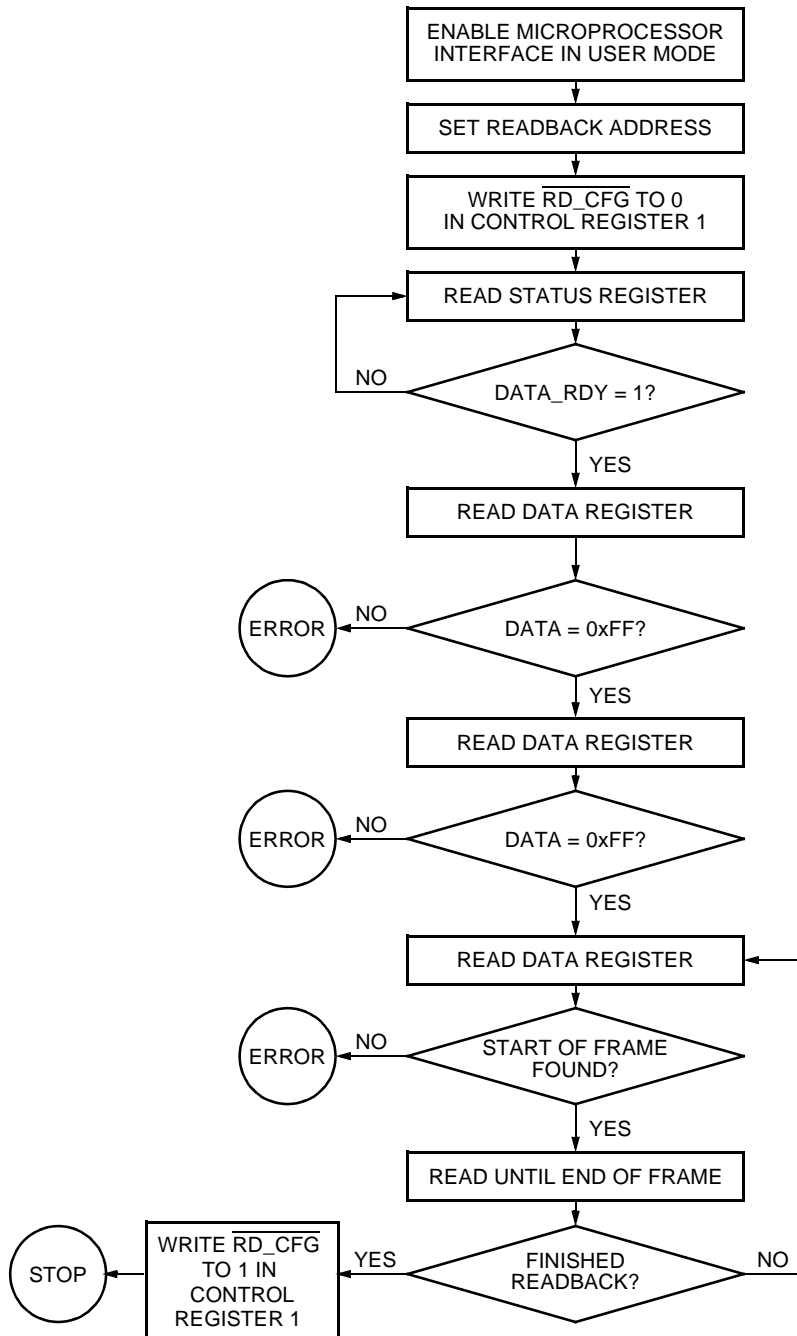 ENABLE MICROPROCESSOR
INTERFACE IN USER MODE
SET READBACK ADDRESS
WRITE RD_CFG TO 0
IN CONTROL REGISTER 1
READ STATUS REGISTER
NO
DATA_RDY = 1?
YES
READ DATA REGISTER
ERROR
NO
DATA = 0xFF?
YES
READ DATA REGISTER
ERROR
NO
DATA = 0xFF?
YES
READ DATA REGISTER
ERROR
NO
START OF FRAME
FOUND?
YES
READ UNTIL END OF FRAME
STOP
WRITE RD_CFG
TO 1 IN
CONTROL
REGISTER 1
YES
FINISHED
READBACK?
NO